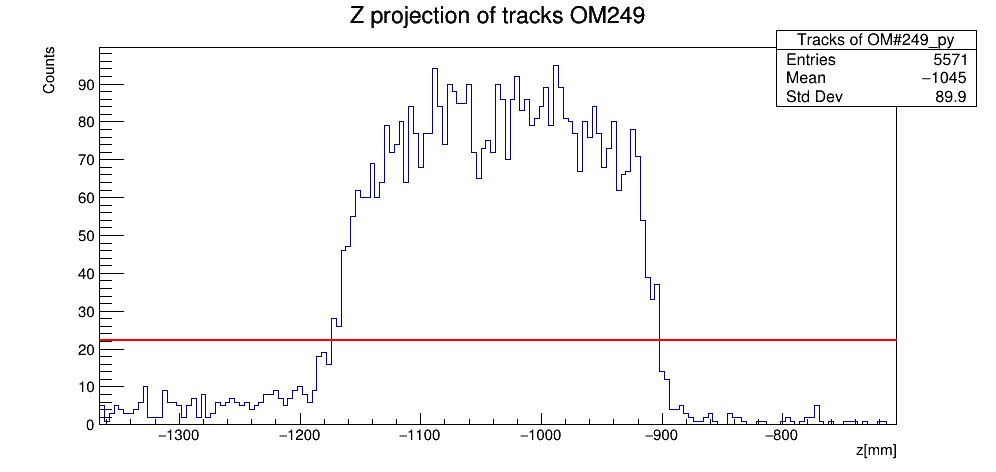 Z projection of tracks OM249
Counts
Tracks of OM#249_py
Entries 5571
Mean −1045
Std Dev 89.9
90
80
70
60
50
40
30
20
10
0
−1300 −1200 −1100 −1000 −900 −800
z[mm]